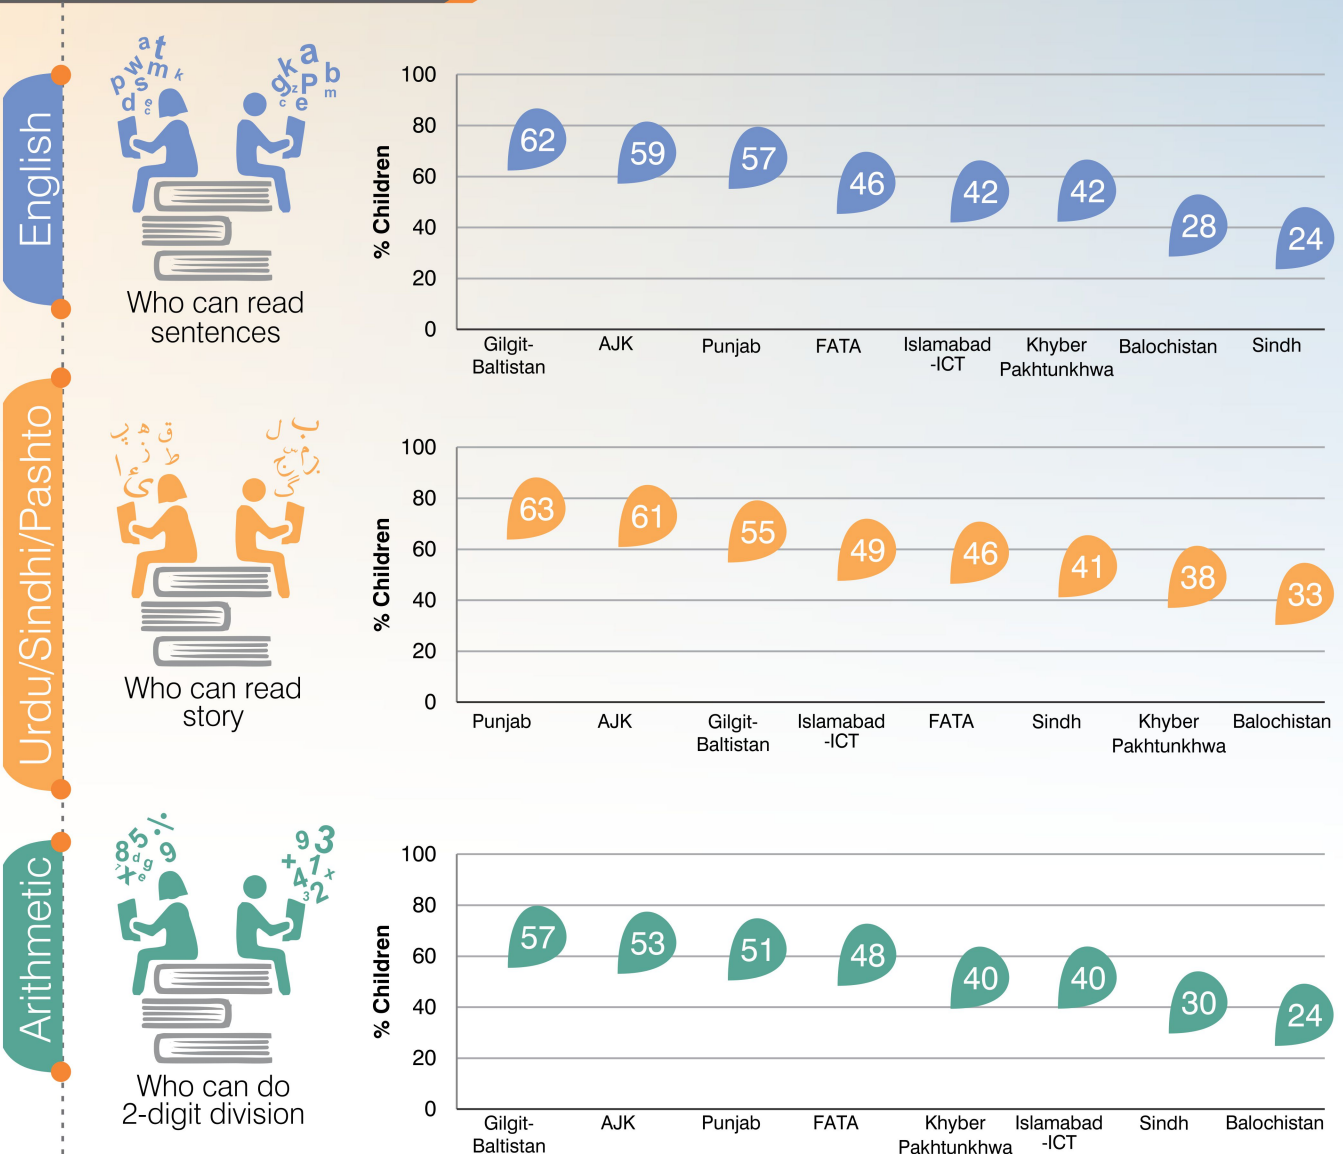 English
Who can read
sentences
% Children
100
80
60
40
20
0
62
59
57
46
42
42
28
24
Gilgit-
Baltistan
AJK
Punjab
FATA
Islamabad
-ICT
Khyber
Pakhtunkhwa
Balochistan
Sindh
Urdu/Sindhi/Pashto
Who can read
story
% Children
100
80
60
40
20
0
63
61
55
49
46
41
38
33
Punjab
AJK
Gilgit-
Baltistan
Islamabad
-ICT
FATA
Sindh
Khyber
Pakhtunkhwa
Balochistan
Arithmetic
Who can do
2-digit division
% Children
100
80
60
40
20
0
57
53
51
48
40
40
30
24
Gilgit-
Baltistan
AJK
Punjab
FATA
Khyber
Pakhtunkhwa
Islamabad
-ICT
Sindh
Balochistan